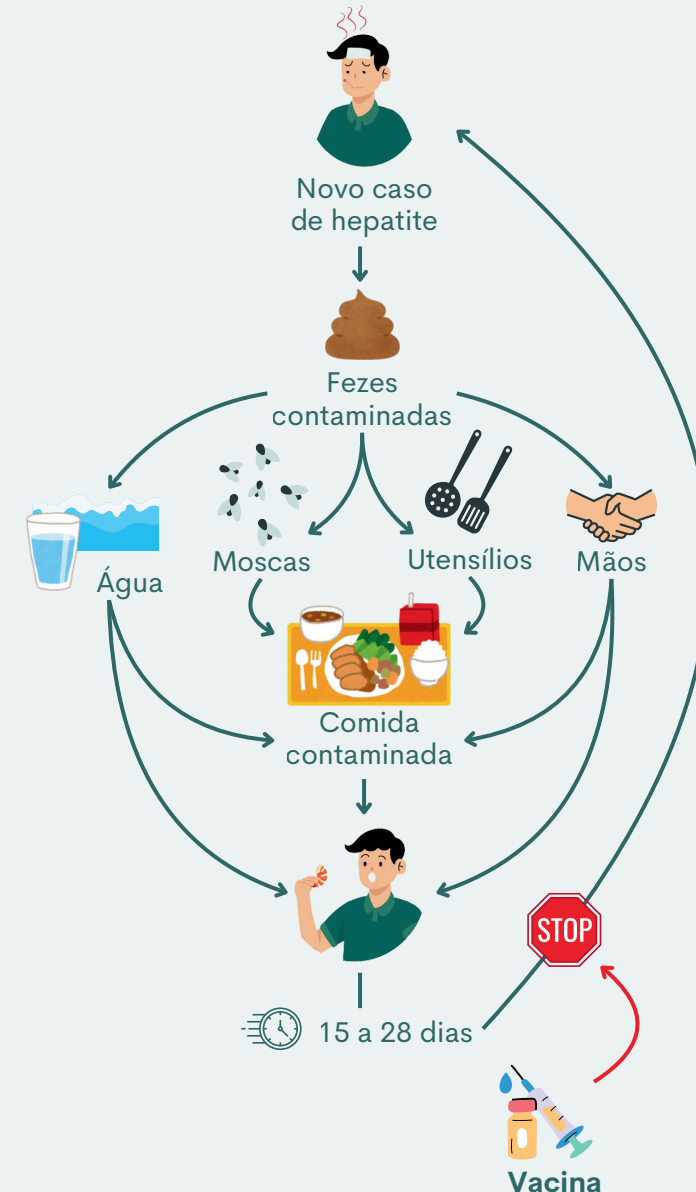 Novo caso
de hepatite
Fezes
contaminadas
Moscas
Utensílios
Mãos
Água
Comida
contaminada
STOP
15 a 28 dias
Vacina